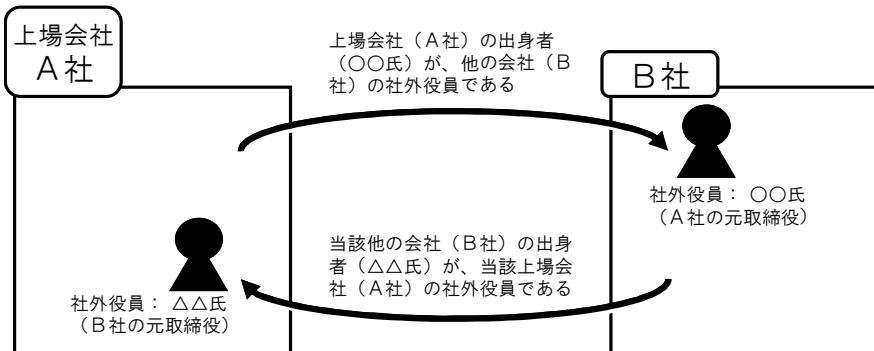 上場会社
A社
上場会社（A社）の出身者
（〇〇氏）が、他の会社（B
社）の社外役員である
B社
社外役員： 〇〇氏
（A社の元取締役）
当該他の会社（B社）の出身
者（△△氏）が、当該上場会
社（A社）の社外役員である
社外役員： △△氏
（B社の元取締役）